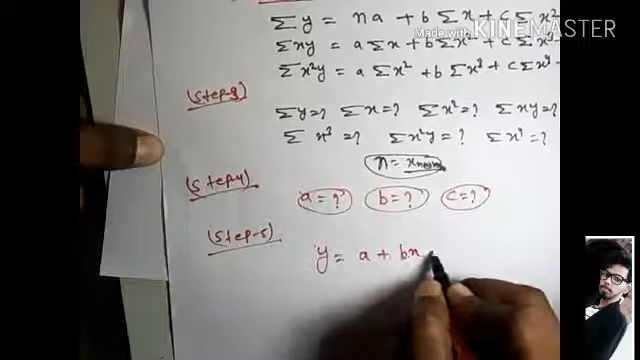 Σy = na + bΣx + cΣx²
Made with KINEMASTER
Σxy = aΣx + bΣx² + cΣx³
Σx²y = aΣx² + bΣx³ + cΣx⁴
(Step-3)
Σy=? Σx=? Σx²=? Σxy=?
Σx³=? Σx²y=? Σx⁴=?
n=
(Step-4)
a=? b=? c=?
(Step-5)
y = a + bx